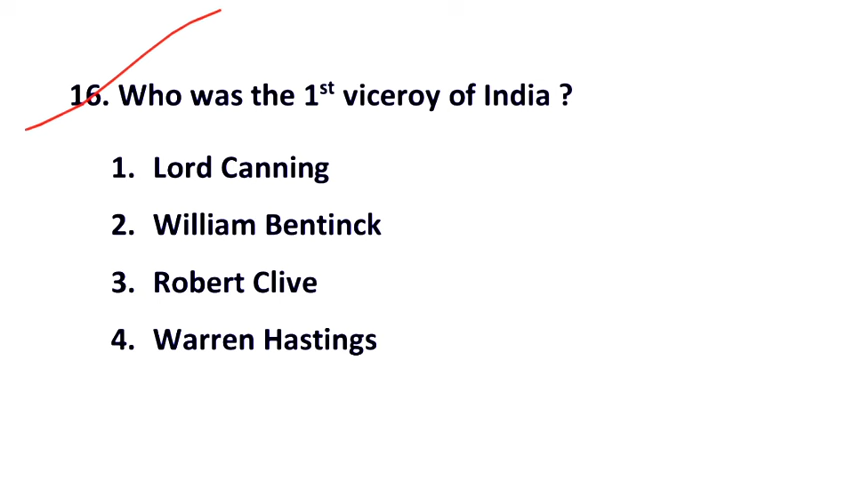 16. Who was the 1st viceroy of India ?
1. Lord Canning
2. William Bentinck
3. Robert Clive
4. Warren Hastings